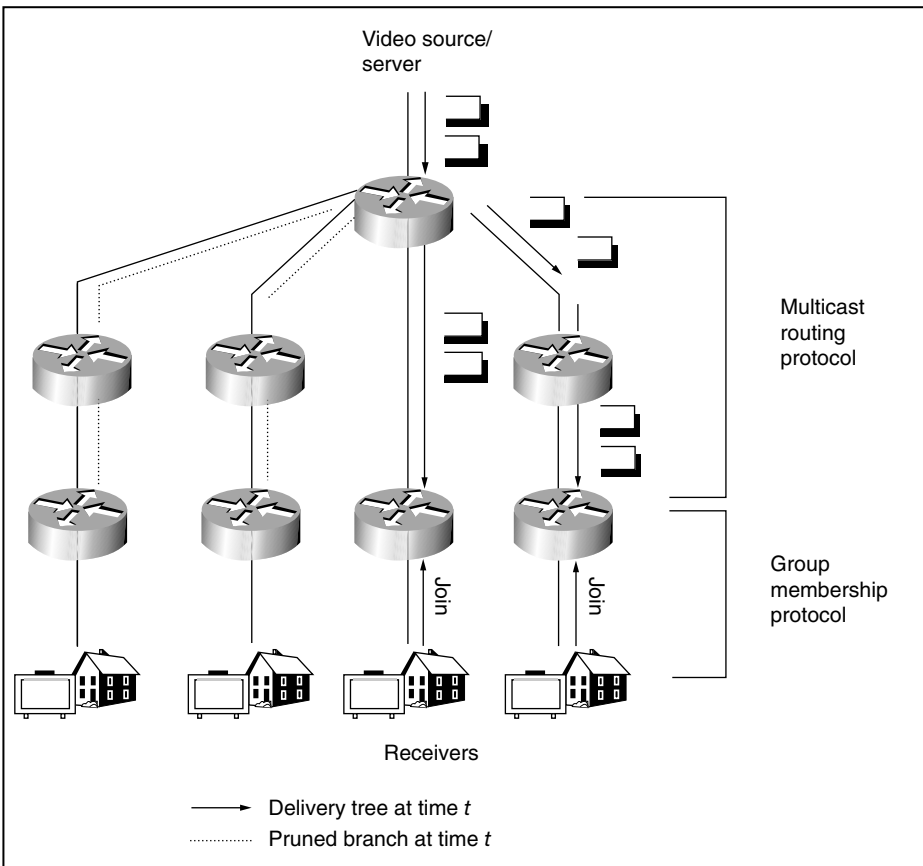 Video source/
server
Multicast
routing
protocol
Join
Join
Group
membership
protocol
Receivers
Delivery tree at time t
Pruned branch at time t